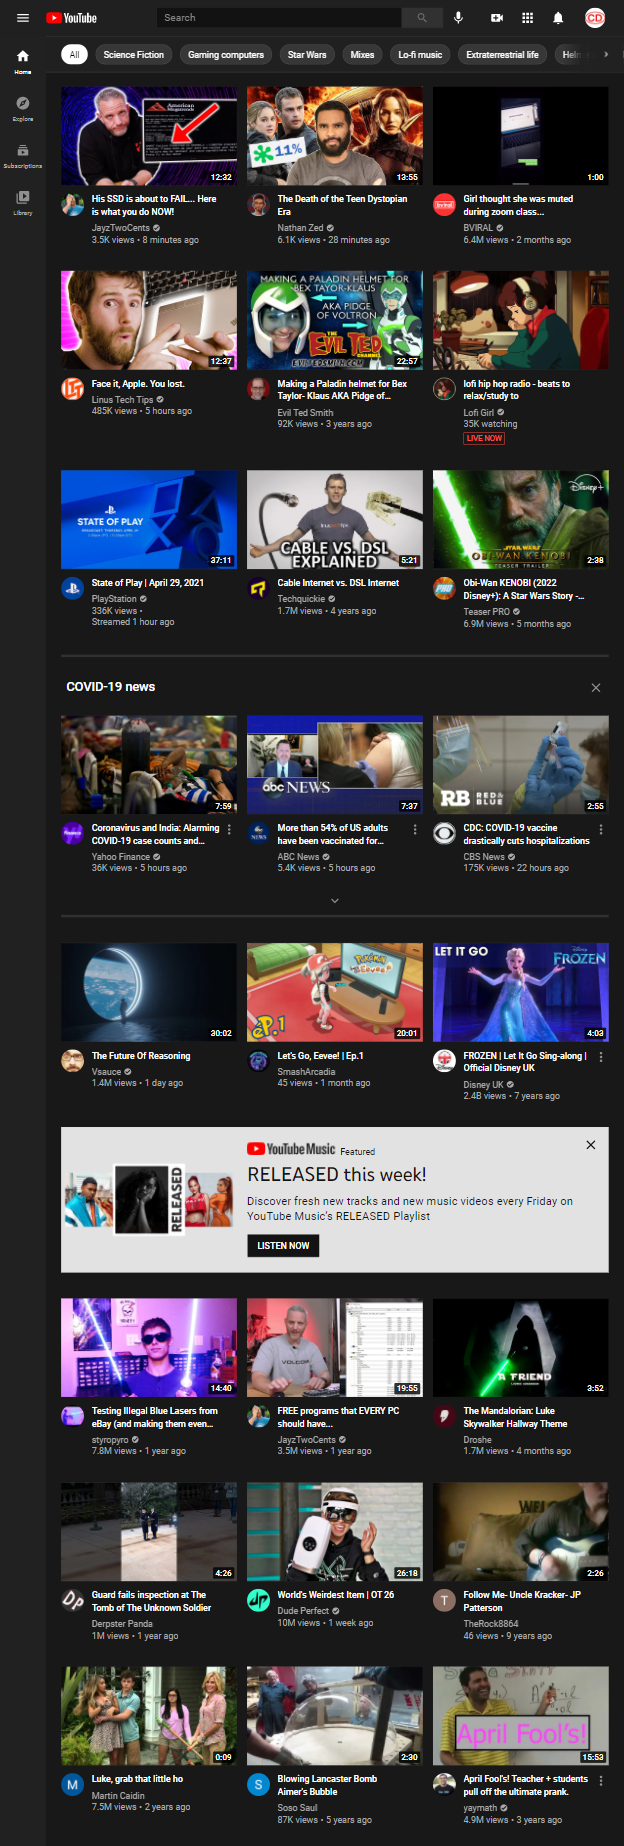 YouTube
Search
CD
Home
Explore
Subscriptions
Library
All
Science Fiction
Gaming computers
Star Wars
Mixes
Lo-fi music
Extraterrestrial life
American
Megatrends
12:32
His SSD is about to FAIL... Here
is what you do NOW!
JayzTwoCents
3.5K views • 8 minutes ago
11%
13:55
The Death of the Teen Dystopian
Era
Nathan Zed
6.1K views • 28 minutes ago
1:00
bviral
Girl thought she was muted
during zoom class...
BVIRAL
6.4M views • 2 months ago
12:37
Face it, Apple. You lost.
Linus Tech Tips
485K views • 5 hours ago
MAKING A PALADIN HELMET FOR
BEX TAYOR-KLAUS
AKA PIDGE
OF VOLTRON
THE
EVIL TED
CHANNEL
EVILTEDSMITH.COM
22:57
Making a Paladin helmet for Bex
Taylor- Klaus AKA Pidge of...
Evil Ted Smith
92K views • 3 years ago
lofi hip hop radio - beats to
relax/study to
Lofi Girl
35K watching
LIVE NOW
STATE OF PLAY
37:11
State of Play | April 29, 2021
PlayStation
336K views •
Streamed 1 hour ago
CABLE VS. DSL
EXPLAINED
5:21
Cable Internet vs. DSL Internet
Techquickie
1.7M views • 4 years ago
Disney+
STAR WARS
OBI-WAN KENOBI
TEASER TRAILER
2:38
PRO
Obi-Wan KENOBI (2022
Disney+): A Star Wars Story -...
Teaser PRO
6.9M views • 5 months ago
COVID-19 news
7:59
Coronavirus and India: Alarming
COVID-19 case counts and...
Yahoo Finance
36K views • 5 hours ago
abc NEWS
7:37
NEWS
More than 54% of US adults
have been vaccinated for...
ABC News
5.4K views • 5 hours ago
RB RED&
BLUE
2:55
CDC: COVID-19 vaccine
drastically cuts hospitalizations
CBS News
175K views • 22 hours ago
30:02
The Future Of Reasoning
Vsauce
1.4M views • 1 day ago
POKÉMON
EEVEE!
eP.1
20:01
Let's Go, Eevee! | Ep.1
SmashArcadia
45 views • 1 month ago
LET IT GO
Disney
FROZEN
4:03
FROZEN | Let It Go Sing-along |
Official Disney UK
Disney UK
2.4B views • 7 years ago
YouTube Music Featured
RELEASED
RELEASED this week!
Discover fresh new tracks and new music videos every Friday on
YouTube Music's RELEASED Playlist
LISTEN NOW
14:40
Testing Illegal Blue Lasers from
eBay (and making them even...
styropyro
7.8M views • 1 year ago
VOLCOM
19:55
FREE programs that EVERY PC
should have...
JayzTwoCents
3.5M views • 1 year ago
A FRIEND
3:52
The Mandalorian: Luke
Skywalker Hallway Theme
Droshe
1.7M views • 4 months ago
4:26
Dp
Guard fails inspection at The
Tomb of The Unknown Soldier
Derpster Panda
1M views • 1 year ago
26:18
World's Weirdest Item | OT 26
Dude Perfect
10M views • 1 week ago
WEL
2:26
T
Follow Me- Uncle Kracker- JP
Patterson
TheRock8864
46 views • 9 years ago
0:09
M
Luke, grab that little ho
Martin Caidin
7.5M views • 2 years ago
2:30
S
Blowing Lancaster Bomb
Aimer's Bubble
Soso Saul
87K views • 5 years ago
April Fool's!
15:53
April Fool's! Teacher + students
pull off the ultimate prank.
yaymath
4.9M views • 3 years ago